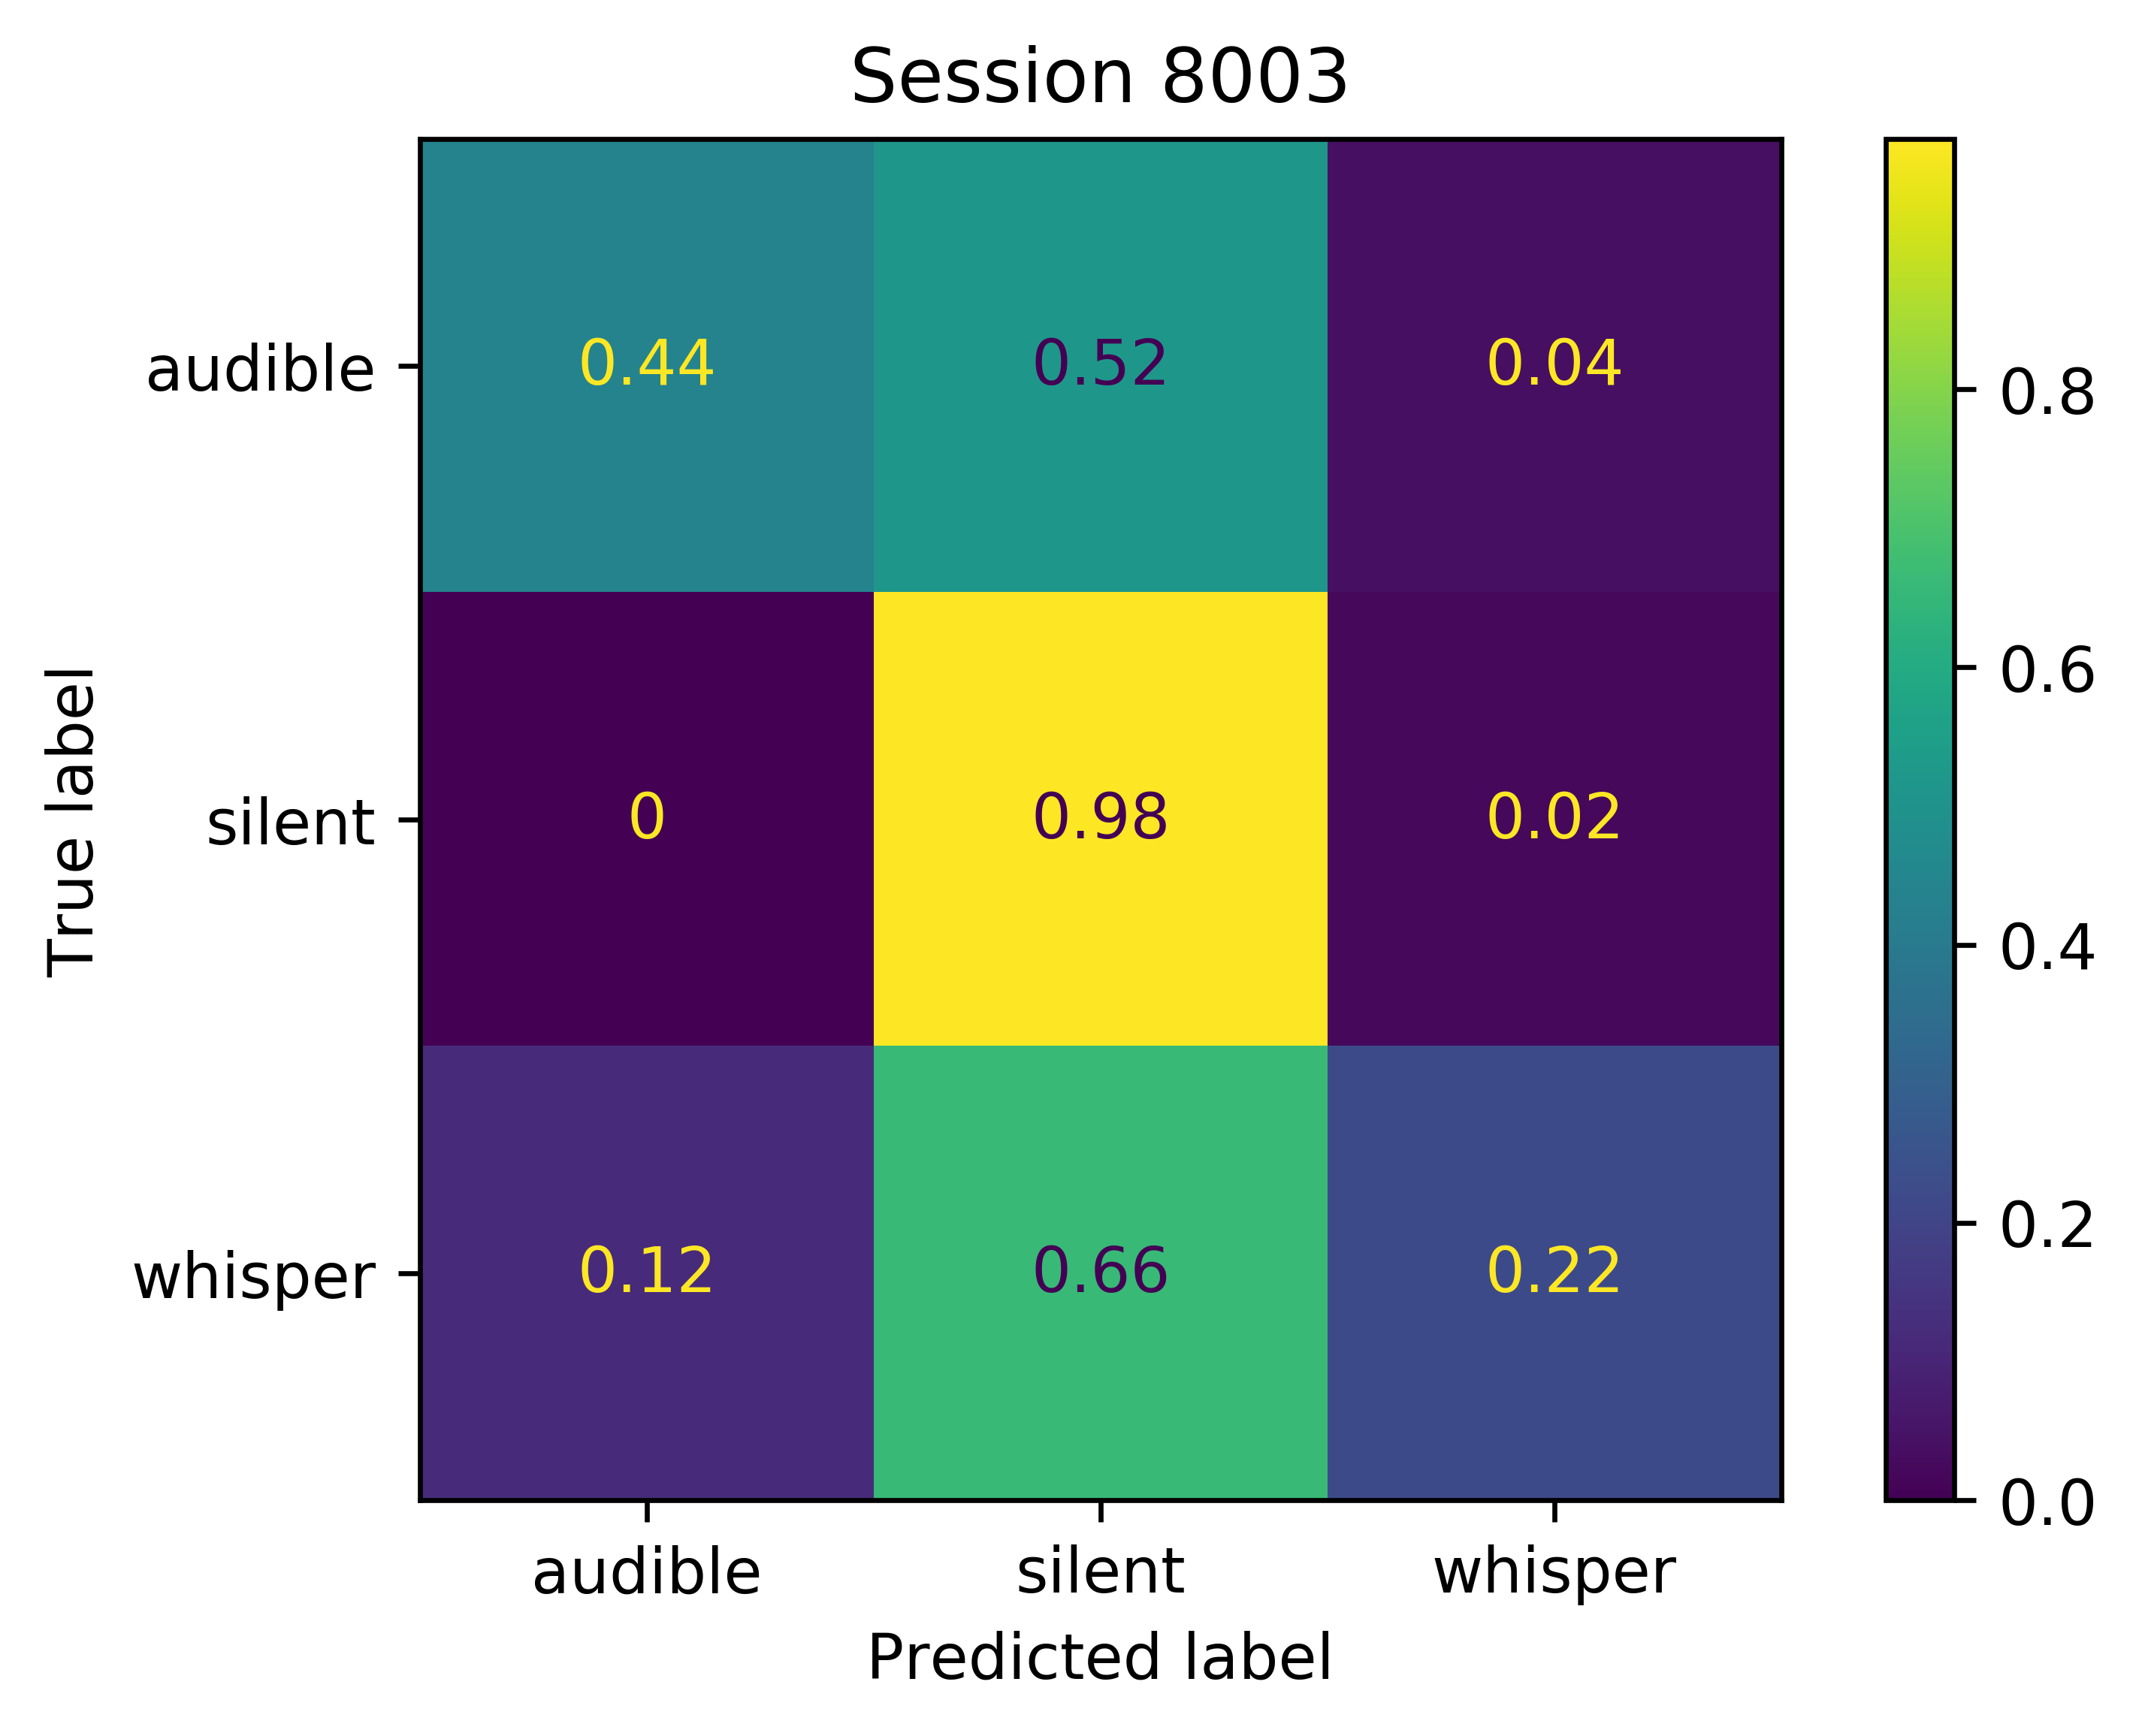 Session 8003
True label
audible
0.44
0.52
0.04
silent
0
0.98
0.02
whisper
0.12
0.66
0.22
audible
silent
whisper
Predicted label
0.8
0.6
0.4
0.2
0.0